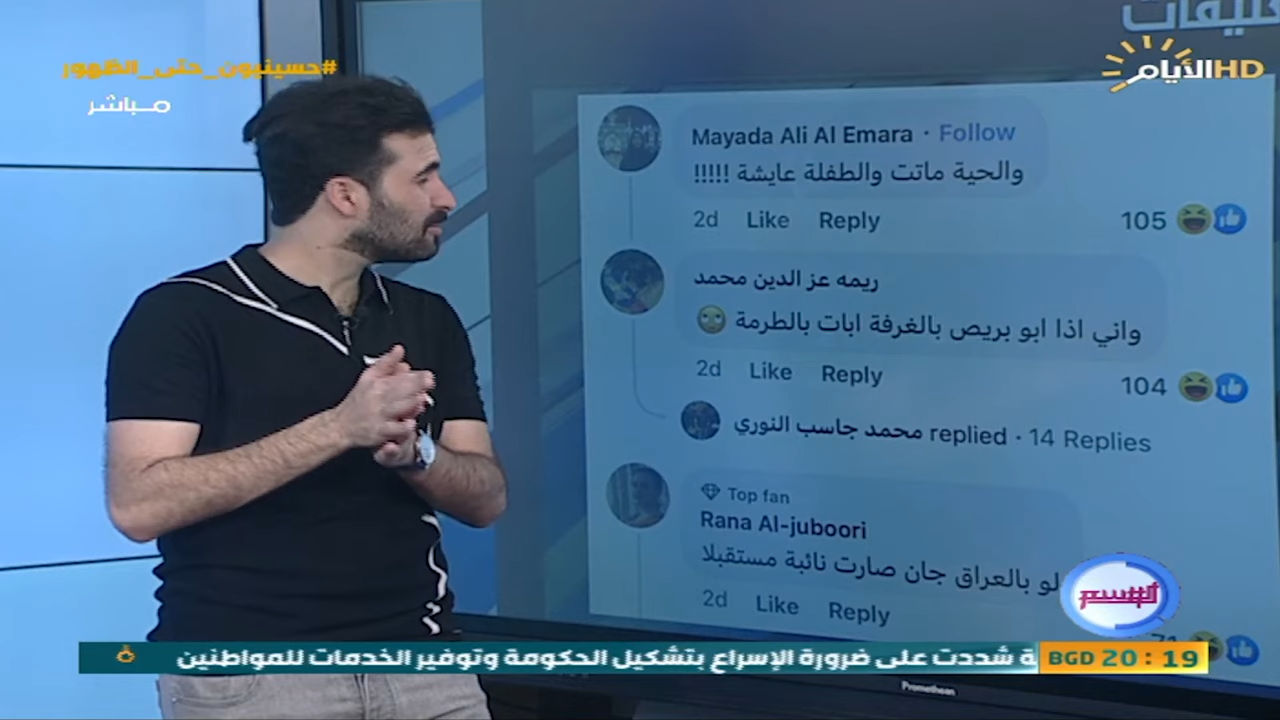 #حسينيون_حتى_الظهور
مباشر
تعليقات
الأيام HD
Mayada Ali Al Emara · Follow
والحية ماتت والطفلة عايشة !!!!!
2d Like Reply 105
ريمه عز الدين محمد
واني اذا ابو بريص بالغرفة ابات بالطرمة 🙄
2d Like Reply 104
محمد جاسب النوري replied · 14 Replies
Top fan
Rana Al-juboori
لو بالعراق جان صارت نائبة مستقبلا
2d Like Reply 71
ة شددت على ضرورة الإسراع بتشكيل الحكومة وتوفير الخدمات للمواطنين
BGD 20:19
Promethean